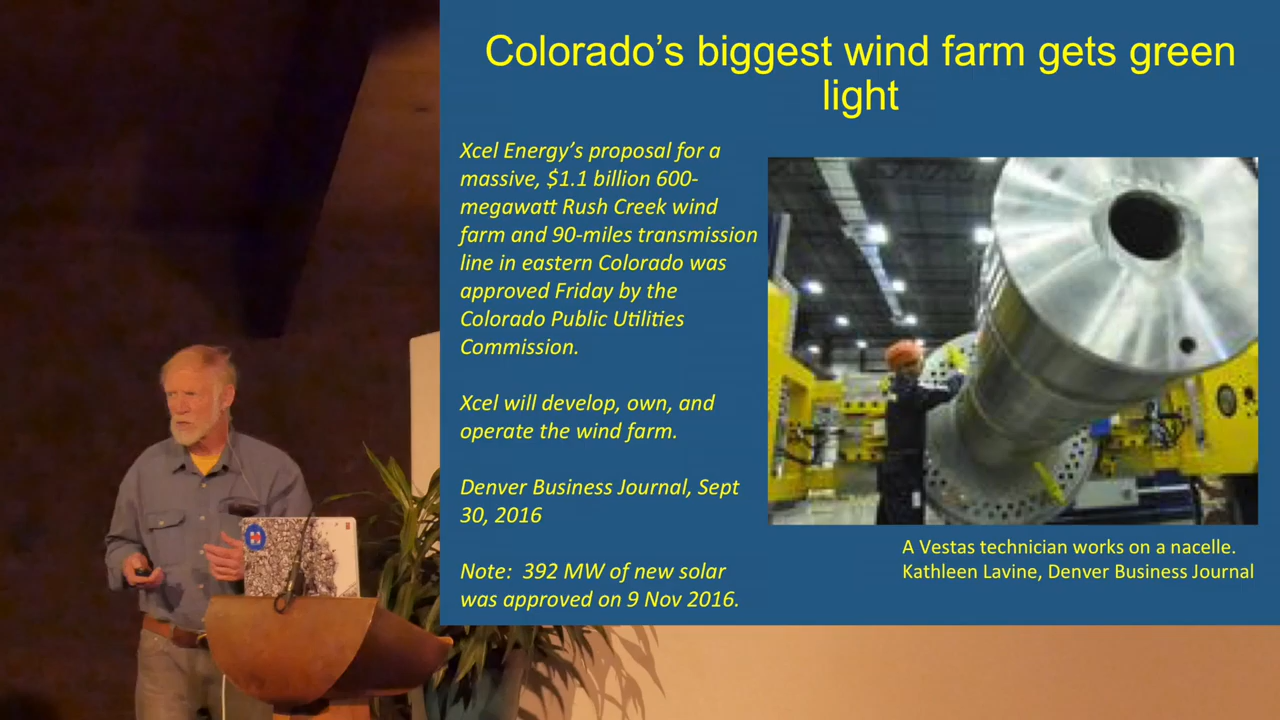 Colorado's biggest wind farm gets green
light
Xcel Energy's proposal for a
massive, $1.1 billion 600-
megawatt Rush Creek wind
farm and 90-miles transmission
line in eastern Colorado was
approved Friday by the
Colorado Public Utilities
Commission.
Xcel will develop, own, and
operate the wind farm.
Denver Business Journal, Sept
30, 2016
Note:  392 MW of new solar
was approved on 9 Nov 2016.
A Vestas technician works on a nacelle.
Kathleen Lavine, Denver Business Journal
H